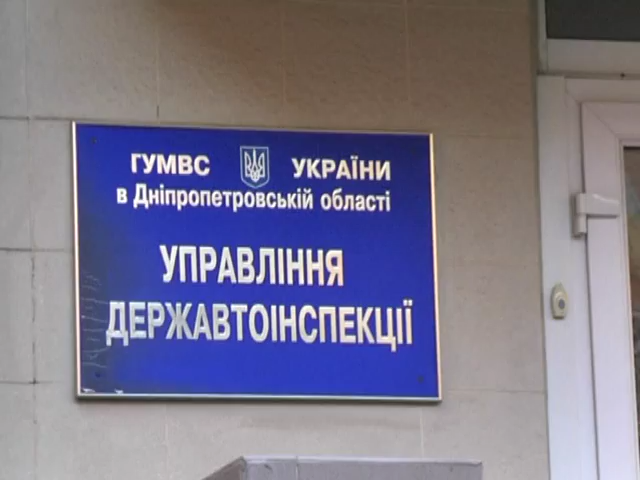 ГУМВС УКРАЇНИ
в Дніпропетровській області
УПРАВЛІННЯ
ДЕРЖАВТОІНСПЕКЦІЇ